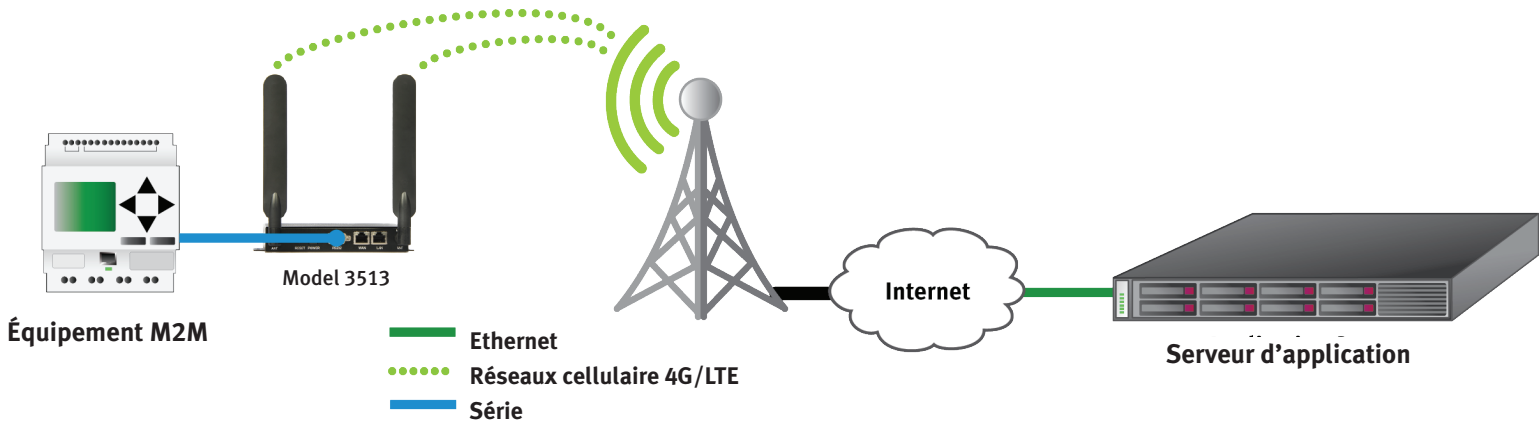 Model 3513
Équipement M2M
Internet
Serveur d’application
Ethernet
Réseaux cellulaire 4G/LTE
Série